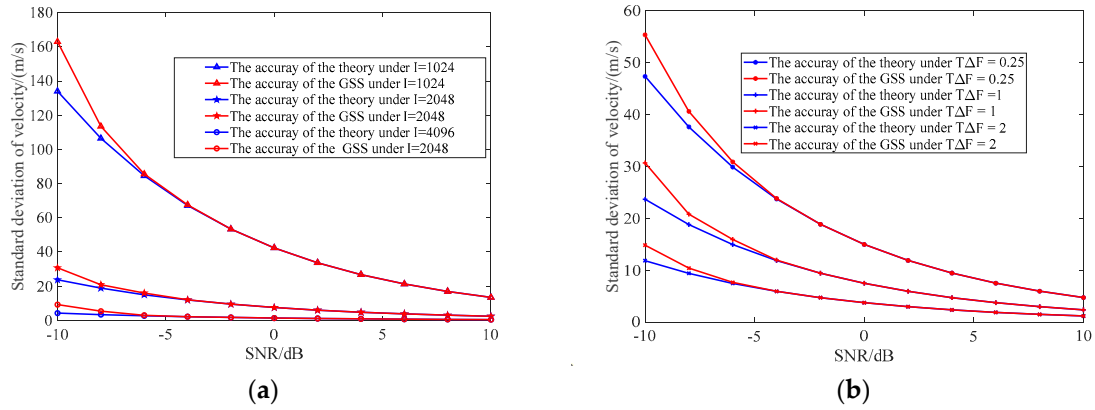 180
160
140
120
100
80
60
40
20
0
-10
-5
0
5
10
Standard deviation of velocity/(m/s)
SNR/dB
The accuray of the theory under I=1024
The accuray of the GSS under I=1024
The accuray of the theory under I=2048
The accuray of the GSS under I=2048
The accuray of the theory under I=4096
The accuray of the GSS under I=2048
(a)
60
50
40
30
20
10
0
-10
-5
0
5
10
Standard deviation of velocity/(m/s)
SNR/dB
The accuray of the theory under TΔF = 0.25
The accuray of the GSS under TΔF = 0.25
The accuray of the theory under TΔF =1
The accuray of the GSS under TΔF = 1
The accuray of the theory under TΔF = 2
The accuray of the GSS under TΔF = 2
(b)